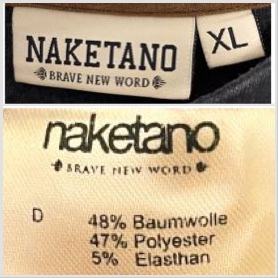 NAKETANO
BRAVE NEW WORD
XL
naketano
BRAVE NEW WORD
D
48% Baumwolle
47% Polyester
5% Elasthan